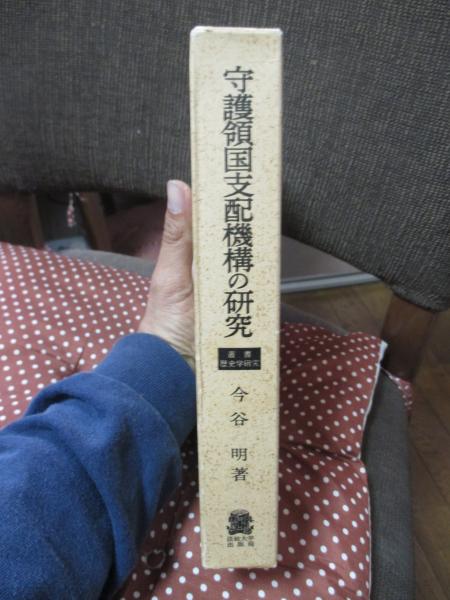 守護領国支配機構の研究
叢書
歴史学研究
今谷 明著
法政大学
出版局